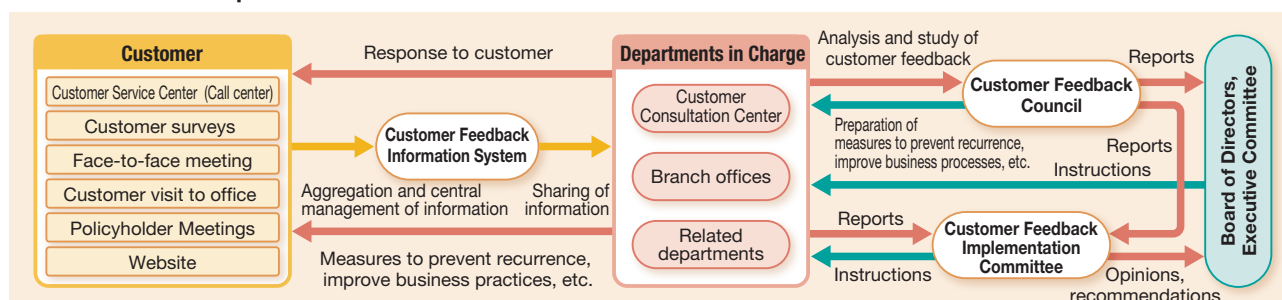 Customer
Customer Service Center (Call center)
Customer surveys
Face-to-face meeting
Customer visit to office
Policyholder Meetings
Website
Response to customer
Customer Feedback
Information System
Aggregation and central
management of information
Sharing of
information
Measures to prevent recurrence,
improve business practices, etc.
Departments in Charge
Customer
Consultation Center
Branch offices
Related
departments
Analysis and study of
customer feedback
Customer Feedback
Council
Reports
Preparation of
measures to prevent recurrence,
improve business processes, etc.
Reports
Instructions
Reports
Customer Feedback
Implementation
Committee
Instructions
Opinions,
recommendations
Board of Directors,
Executive Committee